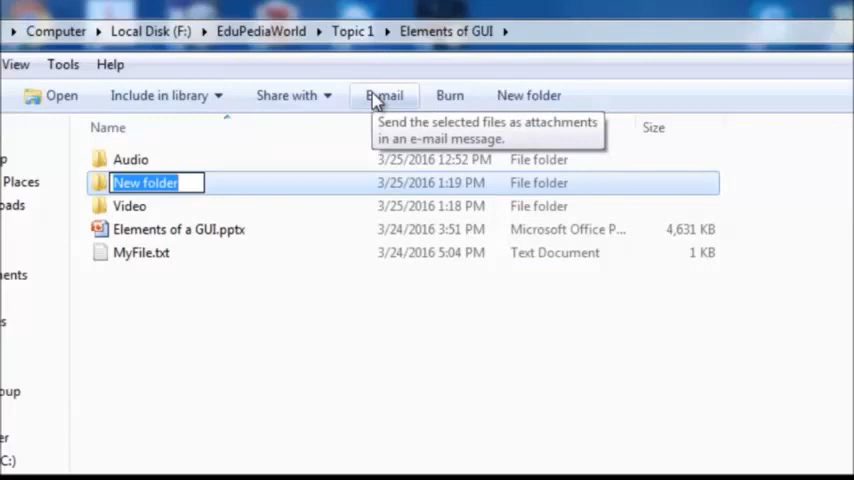 Computer Local Disk (F:) EduPediaWorld Topic 1 Elements of GUI
View Tools Help
Open Include in library Share with E-mail Burn New folder
Send the selected files as attachments
in an e-mail message.
Name Size
Audio 3/25/2016 12:52 PM File folder
Places New folder 3/25/2016 1:19 PM File folder
Video 3/25/2016 1:18 PM File folder
Elements of a GUI.pptx 3/24/2016 3:51 PM Microsoft Office P... 4,631 KB
MyFile.txt 3/24/2016 5:04 PM Text Document 1 KB
C:)